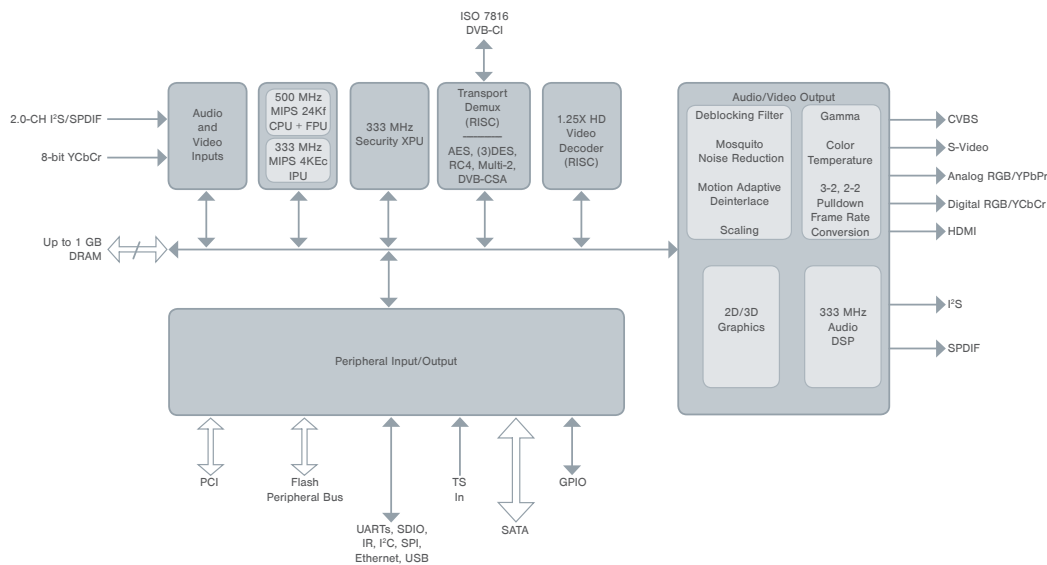 ISO 7816
DVB-CI
2.0-CH I²S/SPDIF
8-bit YCbCr
Audio
and
Video
Inputs
500 MHz
MIPS 24Kf
CPU + FPU
333 MHz
MIPS 4KEc
IPU
333 MHz
Security XPU
Transport
Demux
(RISC)
AES, (3)DES,
RC4, Multi-2,
DVB-CSA
1.25X HD
Video
Decoder
(RISC)
Audio/Video Output
Deblocking Filter
Mosquito
Noise Reduction
Motion Adaptive
Deinterlace
Scaling
Gamma
Color
Temperature
3-2, 2-2
Pulldown
Frame Rate
Conversion
2D/3D
Graphics
333 MHz
Audio
DSP
CVBS
S-Video
Analog RGB/YPbPr
Digital RGB/YCbCr
HDMI
I²S
SPDIF
Up to 1 GB
DRAM
Peripheral Input/Output
PCI
Flash
Peripheral Bus
UARTs, SDIO,
IR, I²C, SPI,
Ethernet, USB
TS
In
SATA
GPIO